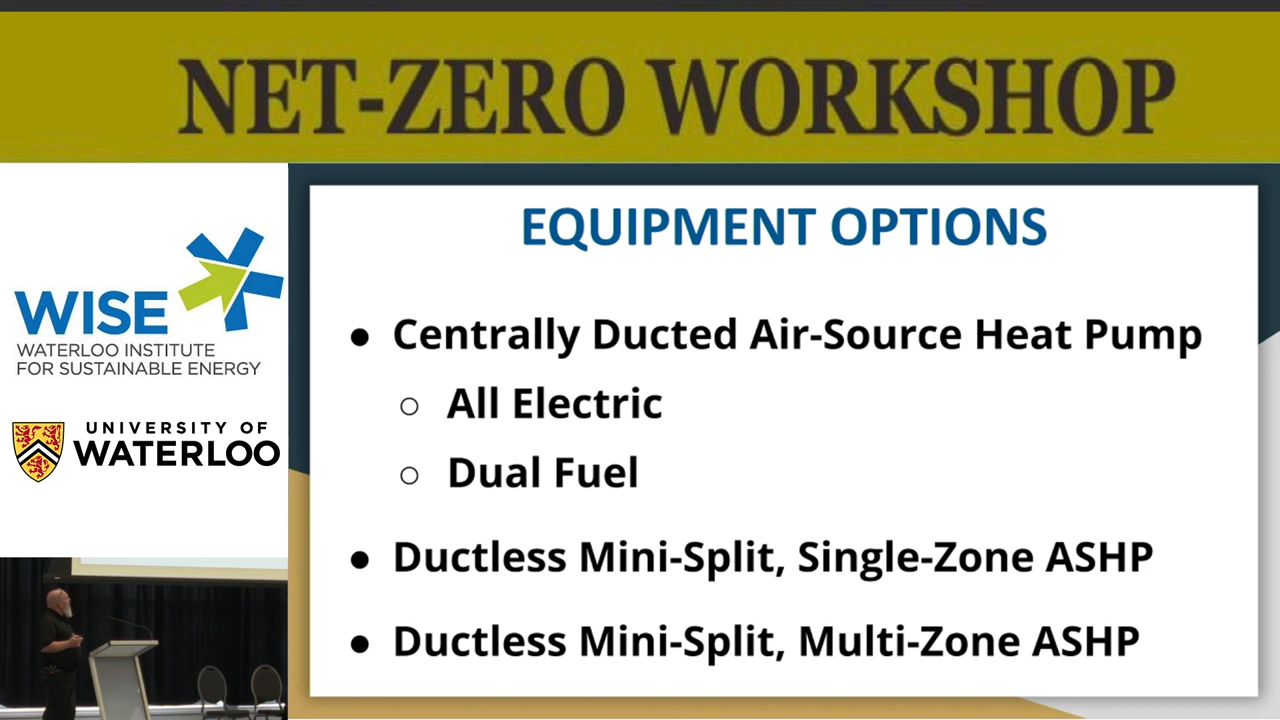 NET-ZERO WORKSHOP
WISE
WATERLOO INSTITUTE
FOR SUSTAINABLE ENERGY
UNIVERSITY OF
WATERLOO
EQUIPMENT OPTIONS
● Centrally Ducted Air-Source Heat Pump
○ All Electric
○ Dual Fuel
● Ductless Mini-Split, Single-Zone ASHP
● Ductless Mini-Split, Multi-Zone ASHP